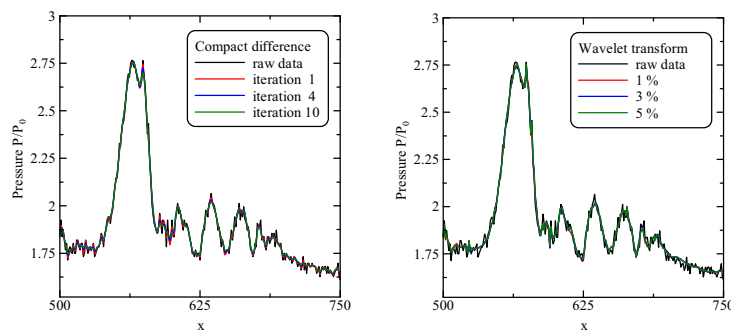 3
2.75
2.5
2.25
2
1.75
500
625
750
x
Pressure P/P0
Compact difference
raw data
iteration 1
iteration 4
iteration 10
3
2.75
2.5
2.25
2
1.75
500
625
750
x
Pressure P/P0
Wavelet transform
raw data
1 %
3 %
5 %